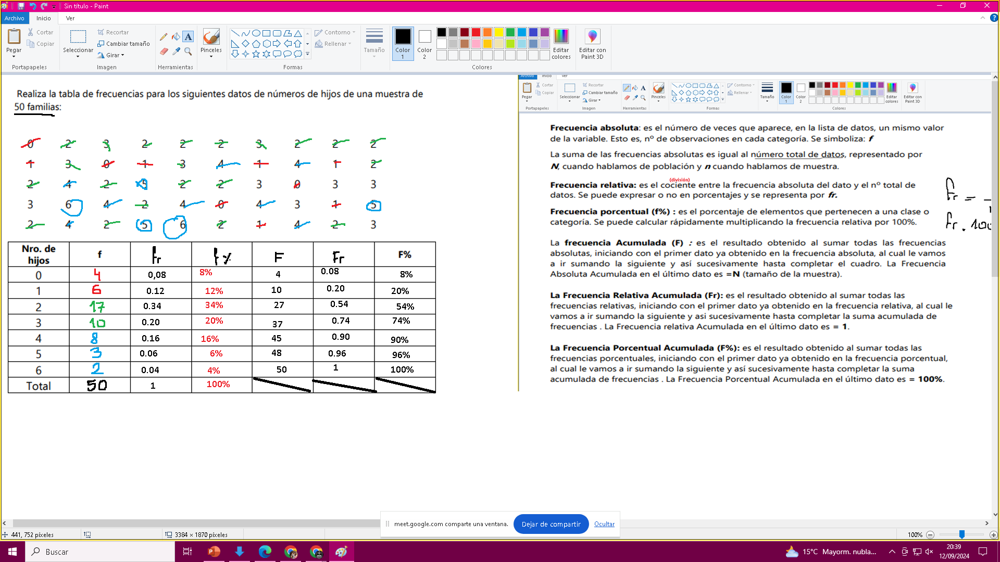 Sin título - Paint
Archivo Inicio Ver
Pegar
Cortar
Copiar
Portapapeles
Seleccionar
Recortar
Cambiar tamaño
Girar
Imagen
A
Herramientas
Pinceles
Contorno
Rellenar
Formas
Tamaño
Color 1
Color 2
Editar colores
Colores
Editar con Paint 3D
Realiza la tabla de frecuencias para los siguientes datos de números de hijos de una muestra de
50 familias:
0 2 3 2 2 2 3 2 2 2
1 3 0 1 3 4 1 4 1 2
2 4 2 5 2 2 3 0 3 3
3 6 4 2 4 0 4 3 1 5
2 4 2 5 6 2 1 4 2 3
Nro. de hijos f fr f% F Fr F%
0 4 0,08 8% 4 0.08 8%
1 6 0.12 12% 10 0.20 20%
2 17 0.34 34% 27 0.54 54%
3 10 0.20 20% 37 0.74 74%
4 8 0.16 16% 45 0.90 90%
5 3 0.06 6% 48 0.96 96%
6 2 0.04 4% 50 1 100%
Total 50 1 100%
Archivo Inicio Ver
Pegar
Cortar
Copiar
Portapapeles
Seleccionar
Recortar
Cambiar tamaño
Girar
Imagen
A
Herramientas
Pinceles
Contorno
Rellenar
Formas
Tamaño
Color 1
Color 2
Editar colores
Colores
Editar con Paint 3D
Frecuencia absoluta: es el número de veces que aparece, en la lista de datos, un mismo valor
de la variable. Esto es, nº de observaciones en cada categoría. Se simboliza: f
La suma de las frecuencias absolutas es igual al número total de datos, representado por
N, cuando hablamos de población y n cuando hablamos de muestra.
(división)
Frecuencia relativa: es el cociente entre la frecuencia absoluta del dato y el nº total de
datos. Se puede expresar o no en porcentajes y se representa por fr.
fr =
Frecuencia porcentual (f%) : es el porcentaje de elementos que pertenecen a una clase o
categoría. Se puede calcular rápidamente multiplicando la frecuencia relativa por 100%.
fr . 100
La frecuencia Acumulada (F) : es el resultado obtenido al sumar todas las frecuencias
absolutas, iniciando con el primer dato ya obtenido en la frecuencia absoluta, al cual le vamos
a ir sumando la siguiente y así sucesivamente hasta completar el cuadro. La Frecuencia
Absoluta Acumulada en el último dato es =N (tamaño de la muestra).
La Frecuencia Relativa Acumulada (Fr): es el resultado obtenido al sumar todas las
frecuencias relativas, iniciando con el primer dato ya obtenido en la frecuencia relativa, al cual le
vamos a ir sumando la siguiente y asi sucesivamente hasta completar la suma acumulada de
frecuencias . La Frecuencia relativa Acumulada en el último dato es = 1.
La Frecuencia Porcentual Acumulada (F%): es el resultado obtenido al sumar todas las
frecuencias porcentuales, iniciando con el primer dato ya obtenido en la frecuencia porcentual,
al cual le vamos a ir sumando la siguiente y así sucesivamente hasta completar la suma
acumulada de frecuencias . La Frecuencia Porcentual Acumulada en el último dato es = 100%.
meet.google.com comparte una ventana. Dejar de compartir Ocultar
441, 752 píxeles 3384 × 1870 píxeles 100%
Buscar
15°C Mayorm. nubla...
20:39
12/09/2024